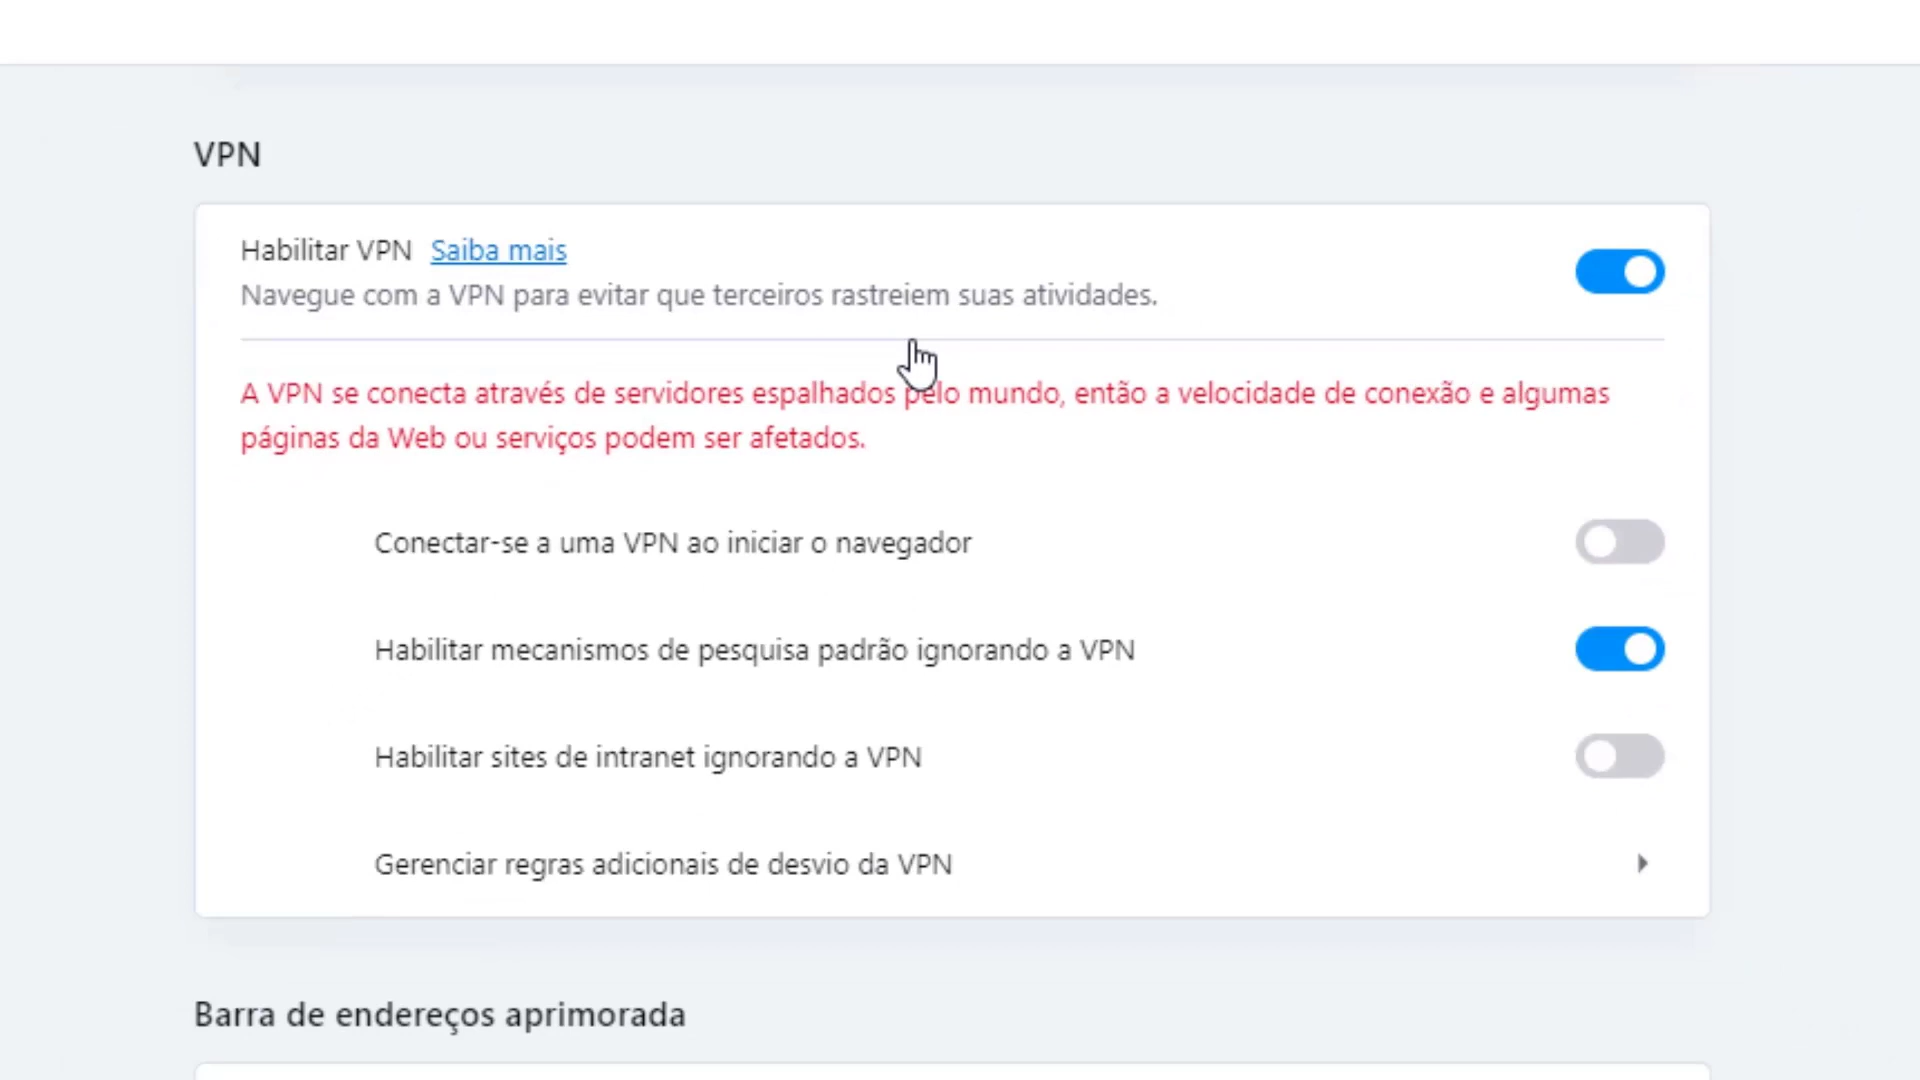 VPN
Habilitar VPN Saiba mais
Navegue com a VPN para evitar que terceiros rastreiem suas atividades.
A VPN se conecta através de servidores espalhados pelo mundo, então a velocidade de conexão e algumas
páginas da Web ou serviços podem ser afetados.
Conectar-se a uma VPN ao iniciar o navegador
Habilitar mecanismos de pesquisa padrão ignorando a VPN
Habilitar sites de intranet ignorando a VPN
Gerenciar regras adicionais de desvio da VPN
Barra de endereços aprimorada